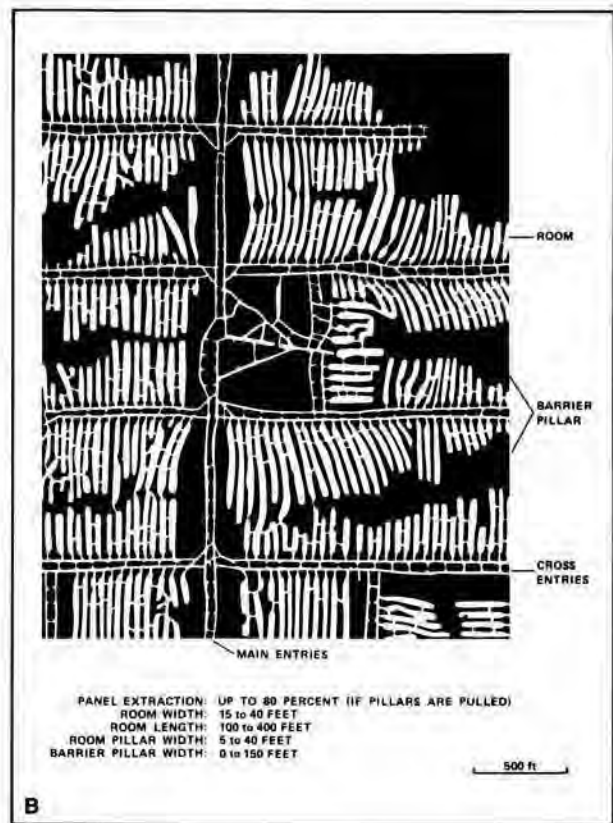 ROOM
BARRIER
PILLAR
CROSS
ENTRIES
MAIN ENTRIES
PANEL EXTRACTION: UP TO 80 PERCENT (IF PILLARS ARE PULLED)
ROOM WIDTH: 15 to 40 FEET
ROOM LENGTH: 100 to 400 FEET
ROOM PILLAR WIDTH: 5 to 40 FEET
BARRIER PILLAR WIDTH: 0 to 150 FEET
500 ft
B